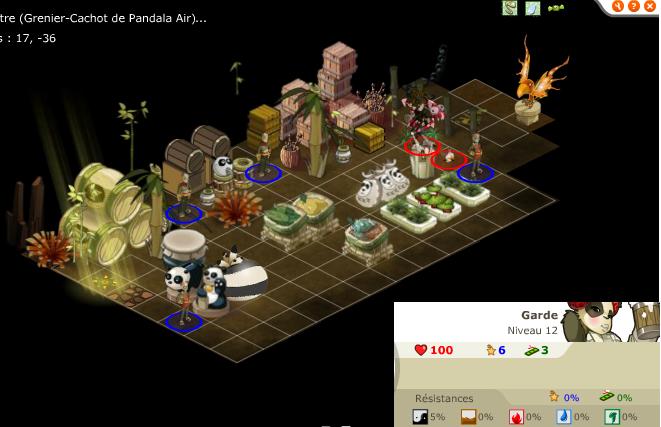 tre (Grenier-Cachot de Pandala Air)...
s : 17, -36
Garde
Niveau 12
100 6 3
Résistances 0% 0%
5% 0% 0% 0% 0%